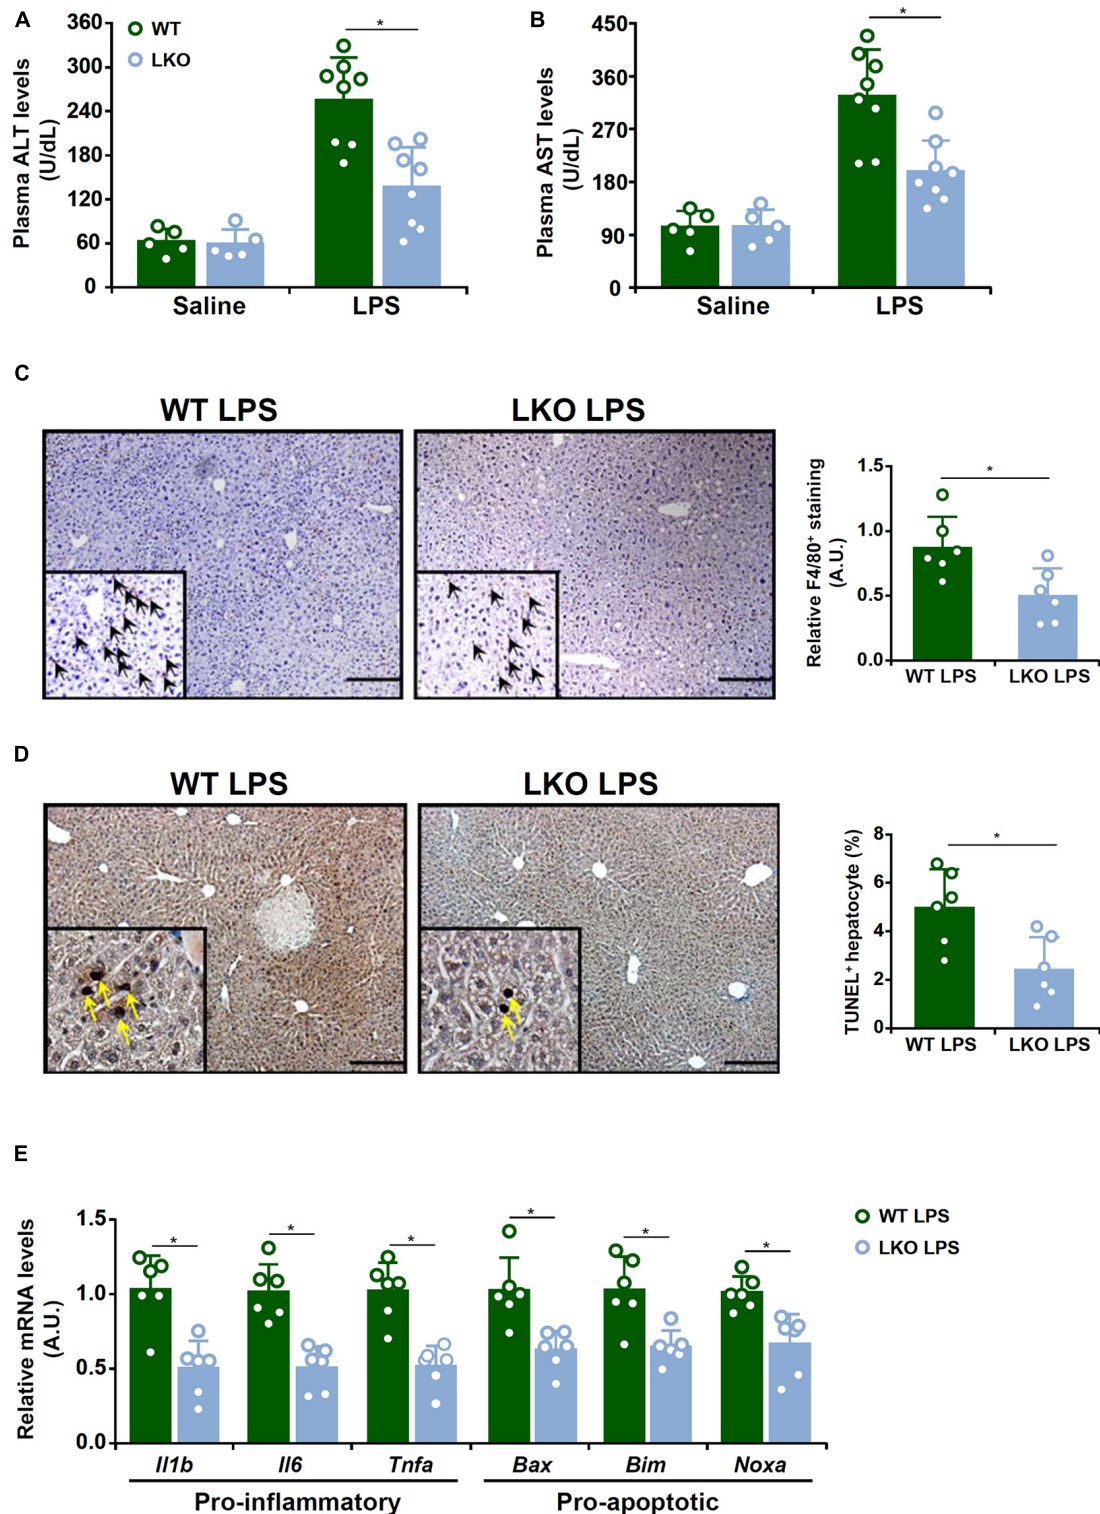 A
360
300
240
180
120
60
0
Plasma ALT levels
(U/dL)
WT
LKO
*
Saline
LPS
B
450
360
270
180
90
0
Plasma AST levels
(U/dL)
*
Saline
LPS
C
WT LPS
LKO LPS
Relative F4/80⁺ staining
(A.U.)
1.5
1.0
0.5
0.0
*
WT LPS
LKO LPS
D
WT LPS
LKO LPS
TUNEL⁺ hepatocyte (%)
8
6
4
2
0
*
WT LPS
LKO LPS
E
Relative mRNA levels
(A.U.)
1.5
1.0
0.5
0.0
*
*
*
*
*
*
WT LPS
LKO LPS
Il1b
Il6
Tnfa
Bax
Bim
Noxa
Pro-inflammatory
Pro-apoptotic